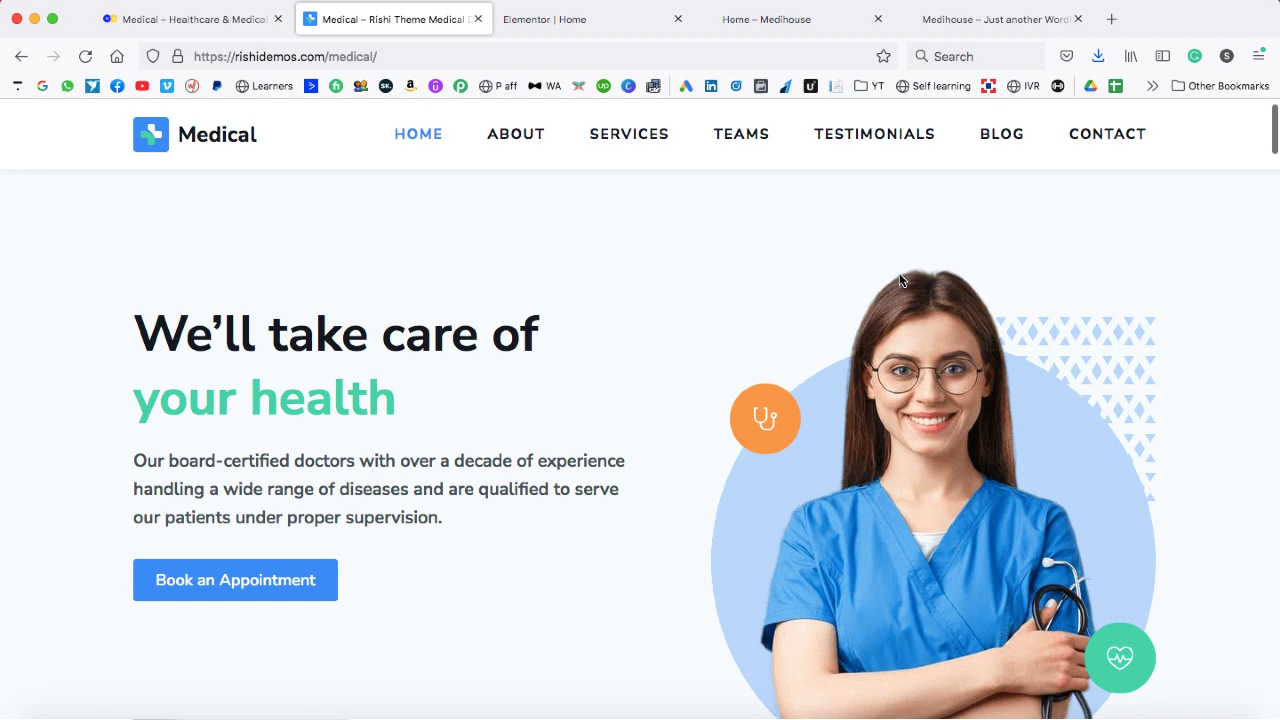 Medical – Healthcare & Medical
Medical – Rishi Theme Medical D
Elementor | Home
Home – Medihouse
Medihouse – Just another Word
https://rishidemos.com/medical/
Search
Learners
P aff
WA
YT
Self learning
IVR
Other Bookmarks
Medical
HOME
ABOUT
SERVICES
TEAMS
TESTIMONIALS
BLOG
CONTACT
We'll take care of
your health
Our board-certified doctors with over a decade of experience
handling a wide range of diseases and are qualified to serve
our patients under proper supervision.
Book an Appointment